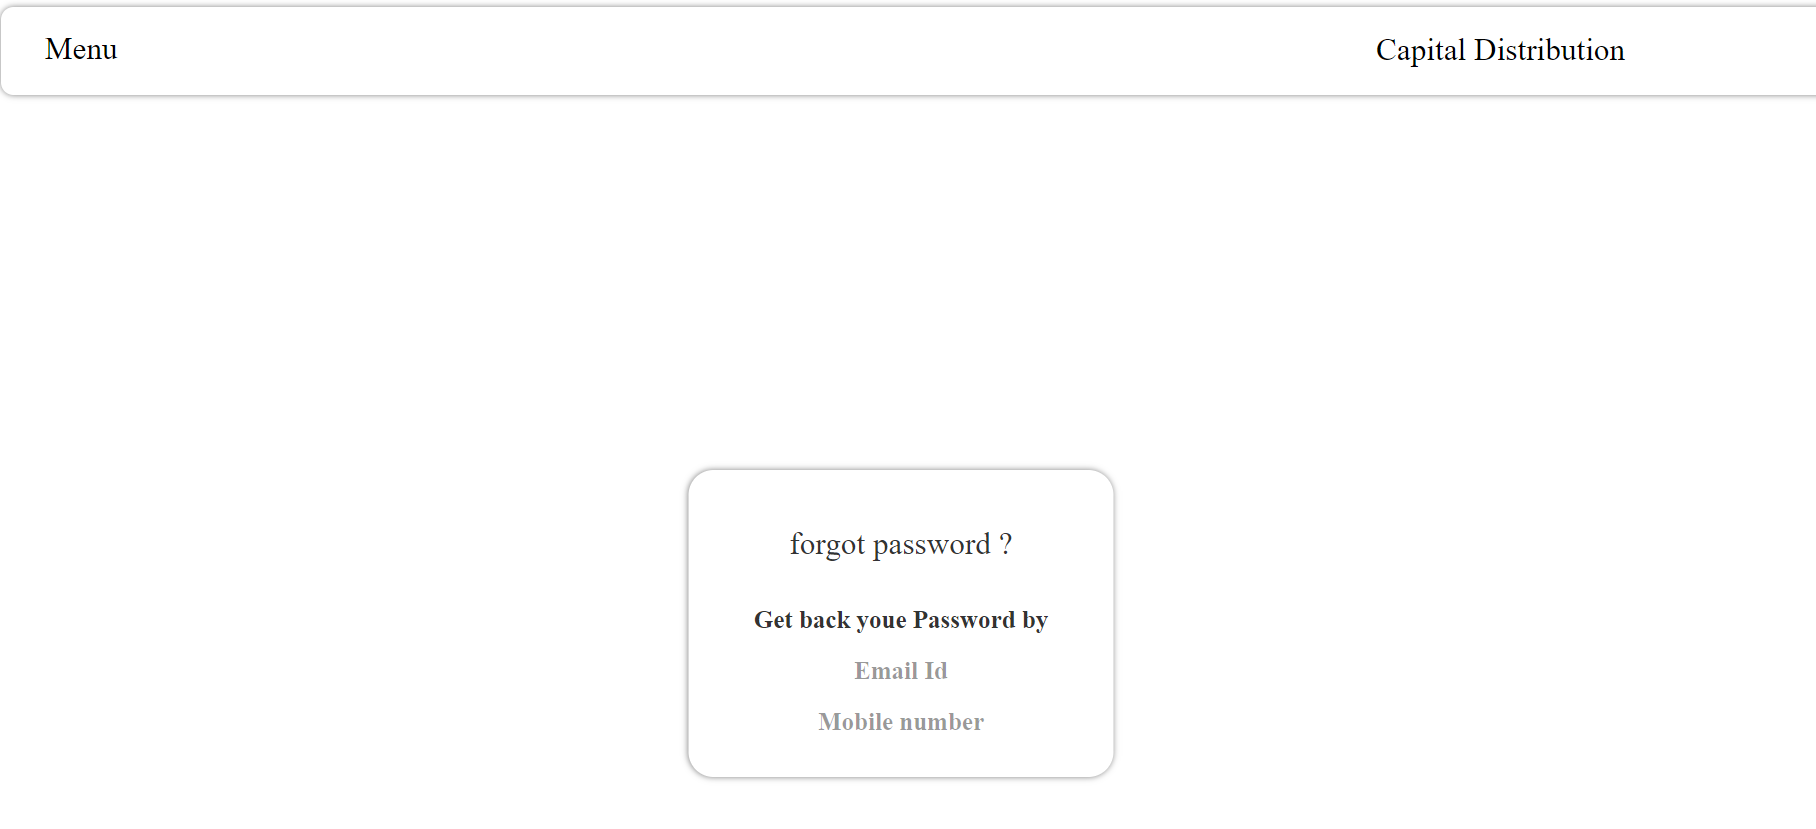 Menu
Capital Distribution
forgot password ?
Get back youe Password by
Email Id
Mobile number